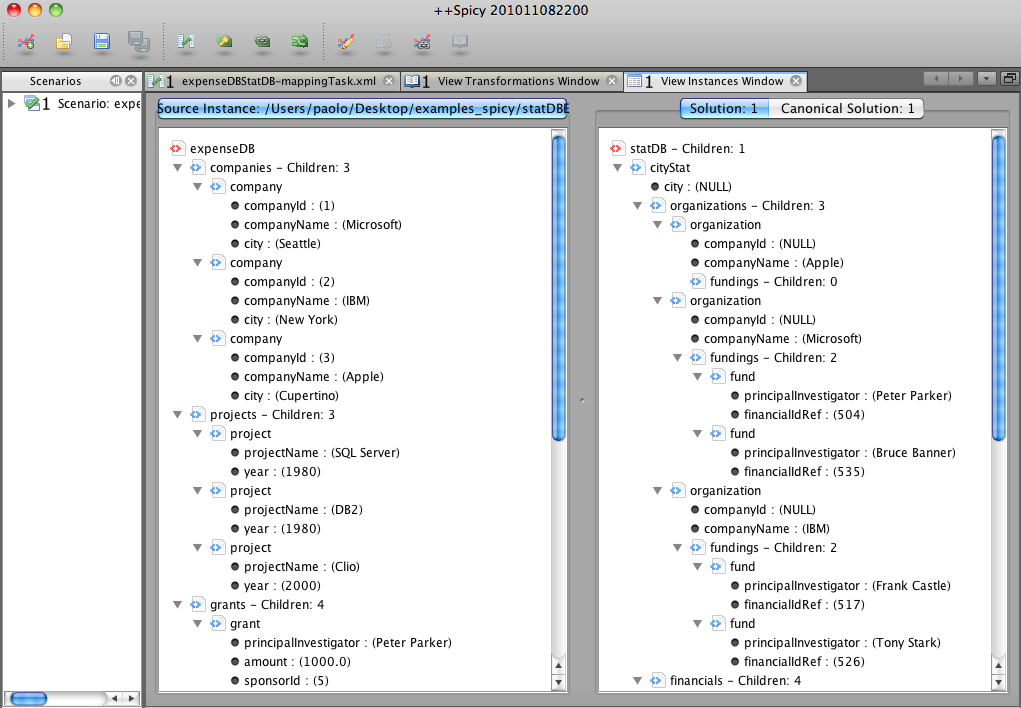 ++Spicy 201011082200
Scenarios
1 expenseDBStatDB-mappingTask.xml
1 View Transformations Window
1 View Instances Window
1 Scenario: expe
Source Instance: /Users/paolo/Desktop/examples_spicy/statDBE
expenseDB
companies - Children: 3
company
companyId : (1)
companyName : (Microsoft)
city : (Seattle)
company
companyId : (2)
companyName : (IBM)
city : (New York)
company
companyId : (3)
companyName : (Apple)
city : (Cupertino)
projects - Children: 3
project
projectName : (SQL Server)
year : (1980)
project
projectName : (DB2)
year : (1980)
project
projectName : (Clio)
year : (2000)
grants - Children: 4
grant
principalInvestigator : (Peter Parker)
amount : (1000.0)
sponsorId : (5)
Solution: 1
Canonical Solution: 1
statDB - Children: 1
cityStat
city : (NULL)
organizations - Children: 3
organization
companyId : (NULL)
companyName : (Apple)
fundings - Children: 0
organization
companyId : (NULL)
companyName : (Microsoft)
fundings - Children: 2
fund
principalInvestigator : (Peter Parker)
financialIdRef : (504)
fund
principalInvestigator : (Bruce Banner)
financialIdRef : (535)
organization
companyId : (NULL)
companyName : (IBM)
fundings - Children: 2
fund
principalInvestigator : (Frank Castle)
financialIdRef : (517)
fund
principalInvestigator : (Tony Stark)
financialIdRef : (526)
financials - Children: 4